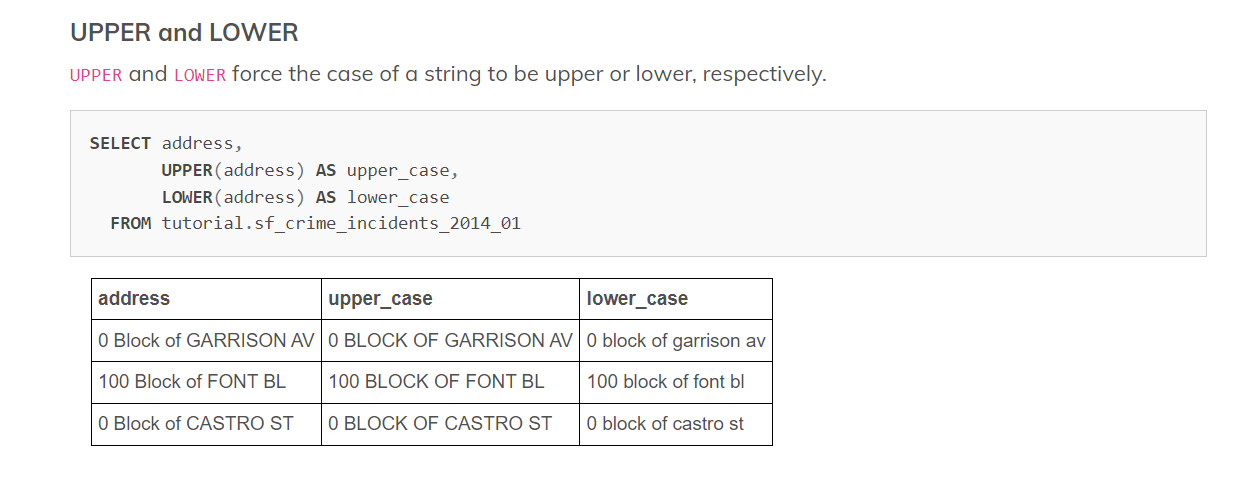 UPPER and LOWER
UPPER and LOWER force the case of a string to be upper or lower, respectively.
SELECT address,
       UPPER(address) AS upper_case,
       LOWER(address) AS lower_case
  FROM tutorial.sf_crime_incidents_2014_01
address upper_case lower_case
0 Block of GARRISON AV 0 BLOCK OF GARRISON AV 0 block of garrison av
100 Block of FONT BL 100 BLOCK OF FONT BL 100 block of font bl
0 Block of CASTRO ST 0 BLOCK OF CASTRO ST 0 block of castro st